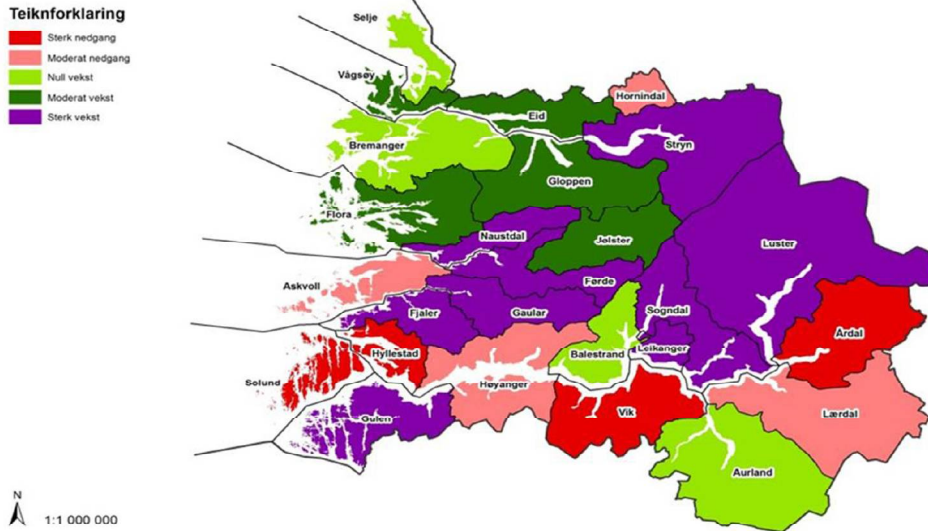 Teiknforklaring
Sterk nedgang
Moderat nedgang
Null vekst
Moderat vekst
Sterk vekst
Selje
Vågsøy
Hornindal
Eid
Bremanger
Stryn
Gloppen
Flora
Naustdal
Jølster
Luster
Askvoll
Førde
Fjaler
Gaular
Sogndal
Årdal
Hyllestad
Balestrand
Leikanger
Solund
Høyanger
Gulen
Vik
Lærdal
Aurland
N
1:1 000 000